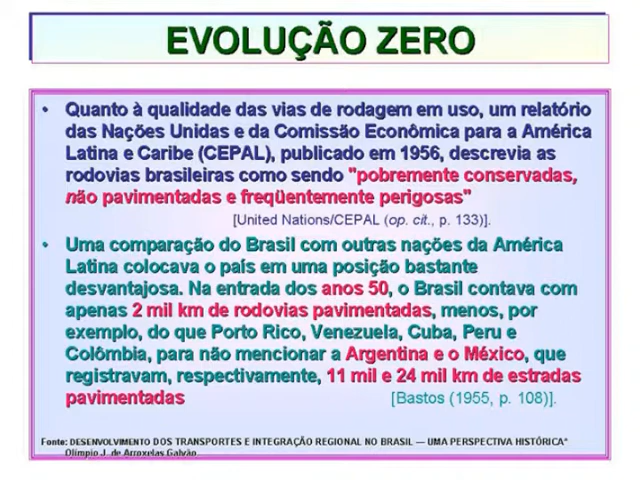 EVOLUÇÃO ZERO
• Quanto à qualidade das vias de rodagem em uso, um relatório
das Nações Unidas e da Comissão Econômica para a América
Latina e Caribe (CEPAL), publicado em 1956, descrevia as
rodovias brasileiras como sendo "pobremente conservadas,
não pavimentadas e freqüentemente perigosas"
[United Nations/CEPAL (op. cit., p. 133)].
• Uma comparação do Brasil com outras nações da América
Latina colocava o país em uma posição bastante
desvantajosa. Na entrada dos anos 50, o Brasil contava com
apenas 2 mil km de rodovias pavimentadas, menos, por
exemplo, do que Porto Rico, Venezuela, Cuba, Peru e
Colômbia, para não mencionar a Argentina e o México, que
registravam, respectivamente, 11 mil e 24 mil km de estradas
pavimentadas [Bastos (1955, p. 108)].
Fonte: DESENVOLVIMENTO DOS TRANSPORTES E INTEGRAÇÃO REGIONAL NO BRASIL — UMA PERSPECTIVA HISTÓRICA*
Olímpio J. de Arroxelas Galvão